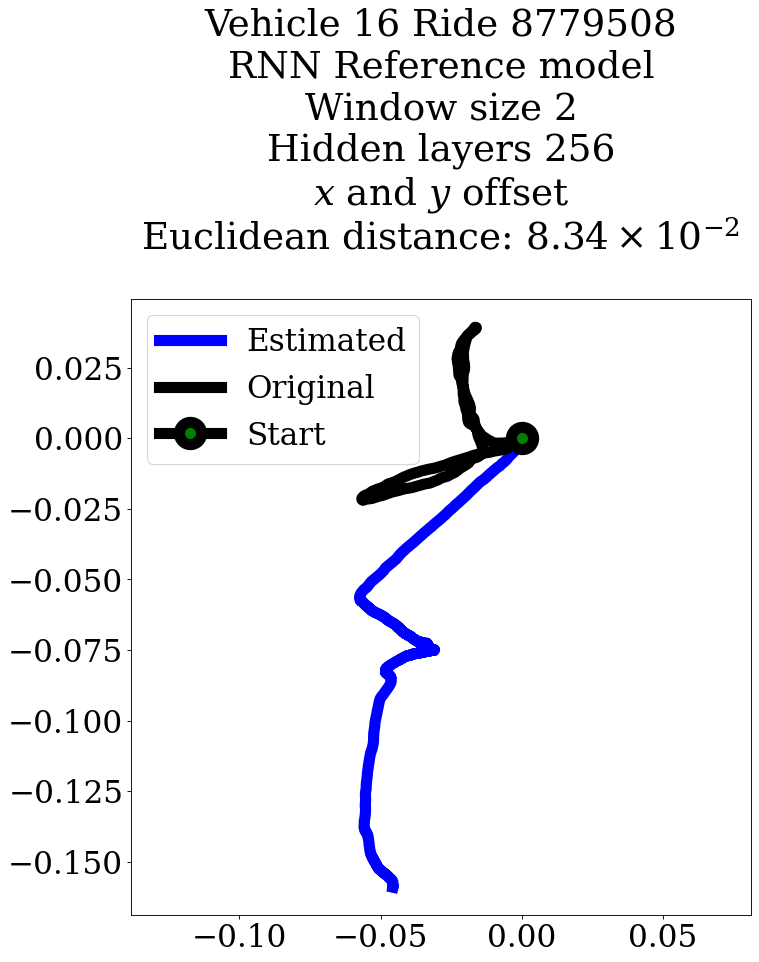 Vehicle 16 Ride 8779508
RNN Reference model
Window size 2
Hidden layers 256
x and y offset
Euclidean distance: 8.34 × 10⁻²
Estimated
Original
Start
0.025
0.000
−0.025
−0.050
−0.075
−0.100
−0.125
−0.150
−0.10 −0.05 0.00 0.05